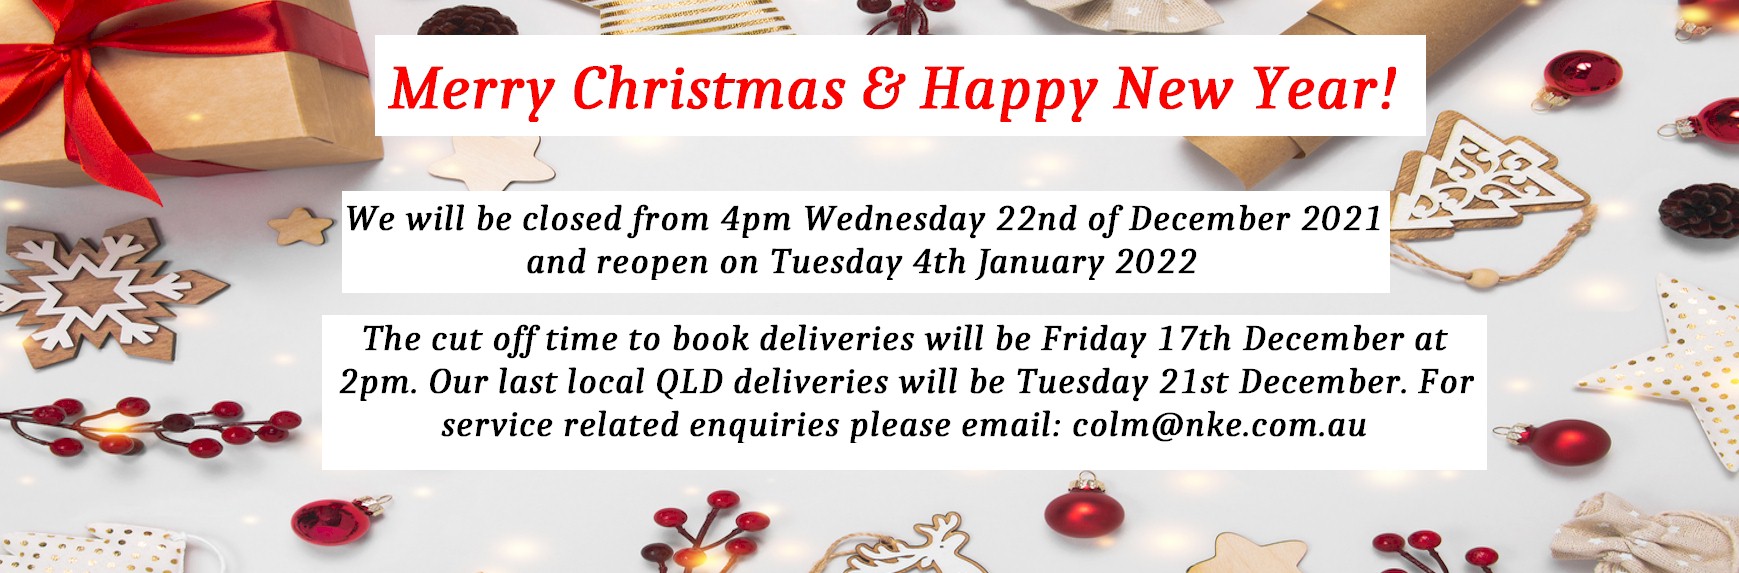 Merry Christmas & Happy New Year!
We will be closed from 4pm Wednesday 22nd of December 2021
and reopen on Tuesday 4th January 2022
The cut off time to book deliveries will be Friday 17th December at
2pm. Our last local QLD deliveries will be Tuesday 21st December. For
service related enquiries please email: colm@nke.com.au